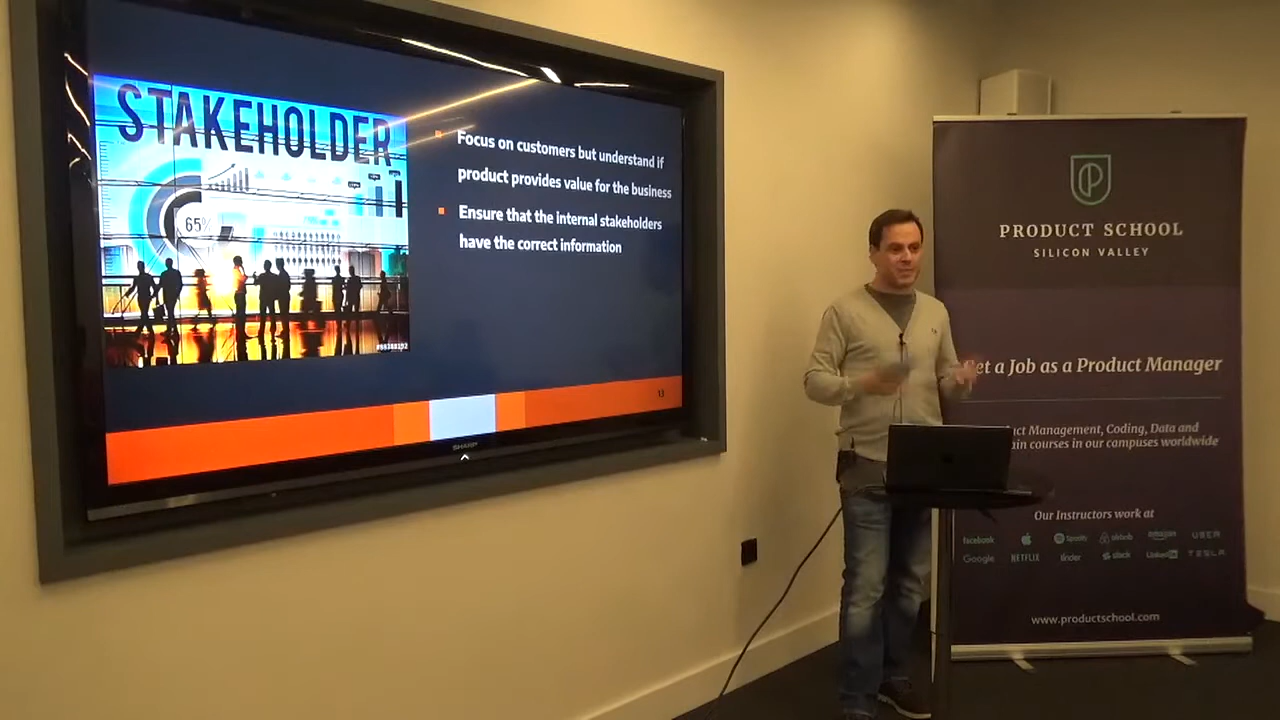 STAKEHOLDER
65%
Focus on customers but understand if
product provides value for the business
Ensure that the internal stakeholders
have the correct information
13
SHARP
PRODUCT SCHOOL
SILICON VALLEY
a Job as a Product Manager
Management, Coding, Data and
courses in our campuses worldwide
Our Instructors work at
facebook Spotify airbnb amazon UBER
Google NETFLIX tinder slack LinkedIn TESLA
www.productschool.com